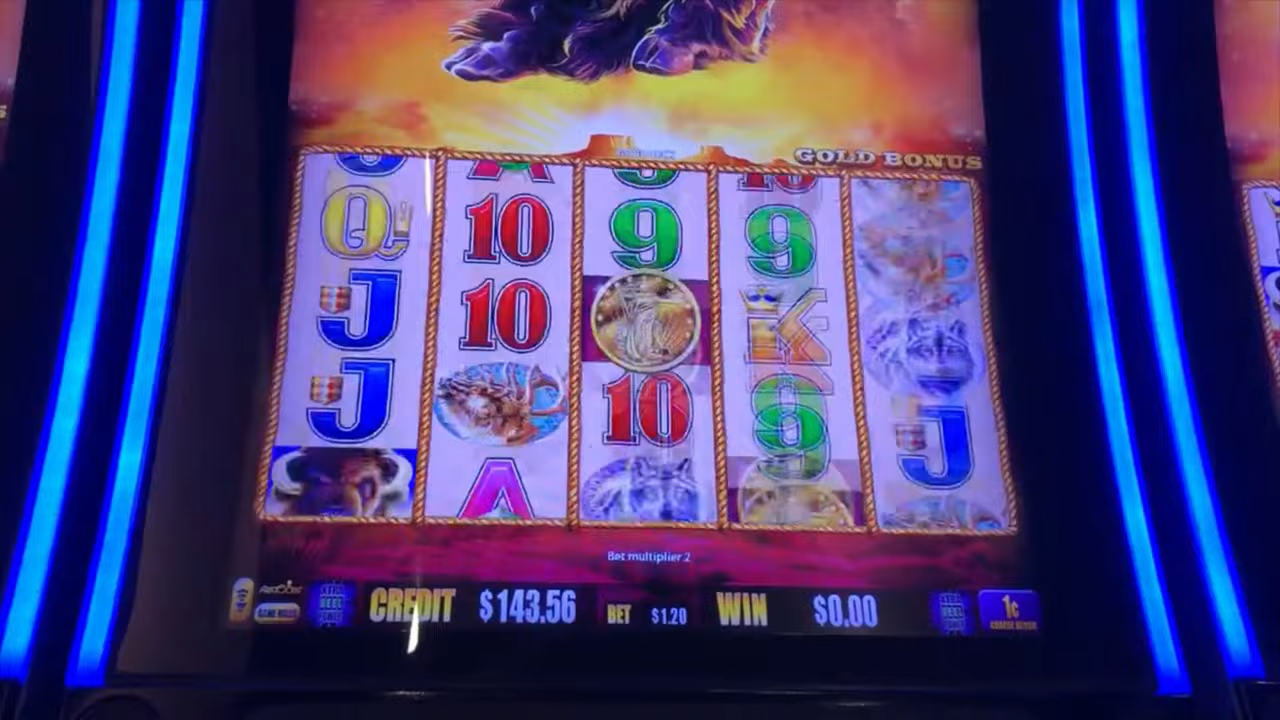 GOLD BONUS
Q 10 9 9
J 10 K
J 10 9 J
A
Bet multiplier 2
CREDIT $143.56 BET $1.20 WIN $0.00 1¢